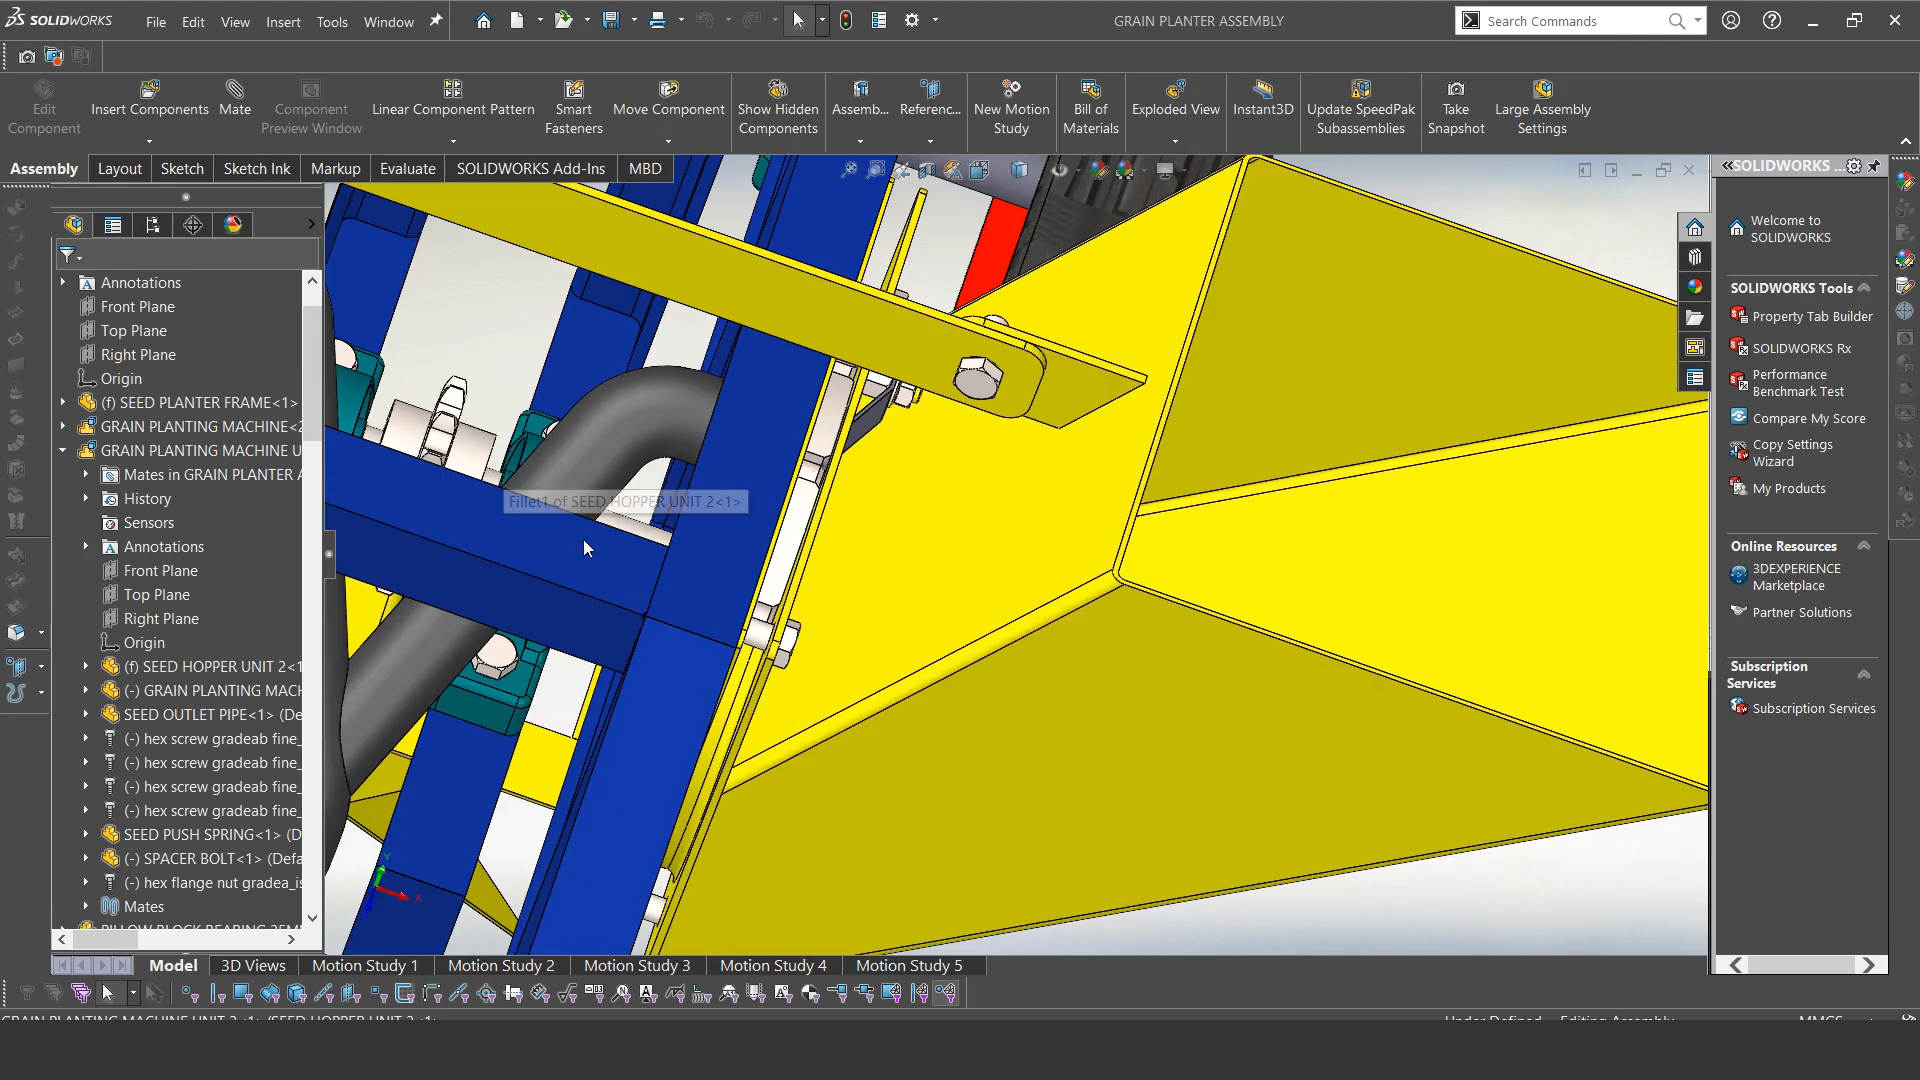 SOLIDWORKS
File Edit View Insert Tools Window
GRAIN PLANTER ASSEMBLY
Search Commands
Edit Component
Insert Components
Mate
Component Preview Window
Linear Component Pattern
Smart Fasteners
Move Component
Show Hidden Components
Assemb...
Referenc...
New Motion Study
Bill of Materials
Exploded View
Instant3D
Update SpeedPak Subassemblies
Take Snapshot
Large Assembly Settings
Assembly Layout Sketch Sketch Ink Markup Evaluate SOLIDWORKS Add-Ins MBD
Annotations
Front Plane
Top Plane
Right Plane
Origin
(f) SEED PLANTER FRAME<1>
GRAIN PLANTING MACHINE<2
GRAIN PLANTING MACHINE U
Mates in GRAIN PLANTER A
History
Sensors
Annotations
Front Plane
Top Plane
Right Plane
Origin
(f) SEED HOPPER UNIT 2<1
(-) GRAIN PLANTING MACH
SEED OUTLET PIPE<1> (De
(-) hex screw gradeab fine_
(-) hex screw gradeab fine_
(-) hex screw gradeab fine_
(-) hex screw gradeab fine_
SEED PUSH SPRING<1> (D
(-) SPACER BOLT<1> (Defa
(-) hex flange nut gradea_is
Mates
Fillet1 of SEED HOPPER UNIT 2<1>
Y
X
SOLIDWORKS ...
Welcome to SOLIDWORKS
SOLIDWORKS Tools
Property Tab Builder
SOLIDWORKS Rx
Performance Benchmark Test
Compare My Score
Copy Settings Wizard
My Products
Online Resources
3DEXPERIENCE Marketplace
Partner Solutions
Subscription Services
Subscription Services
Model 3D Views Motion Study 1 Motion Study 2 Motion Study 3 Motion Study 4 Motion Study 5